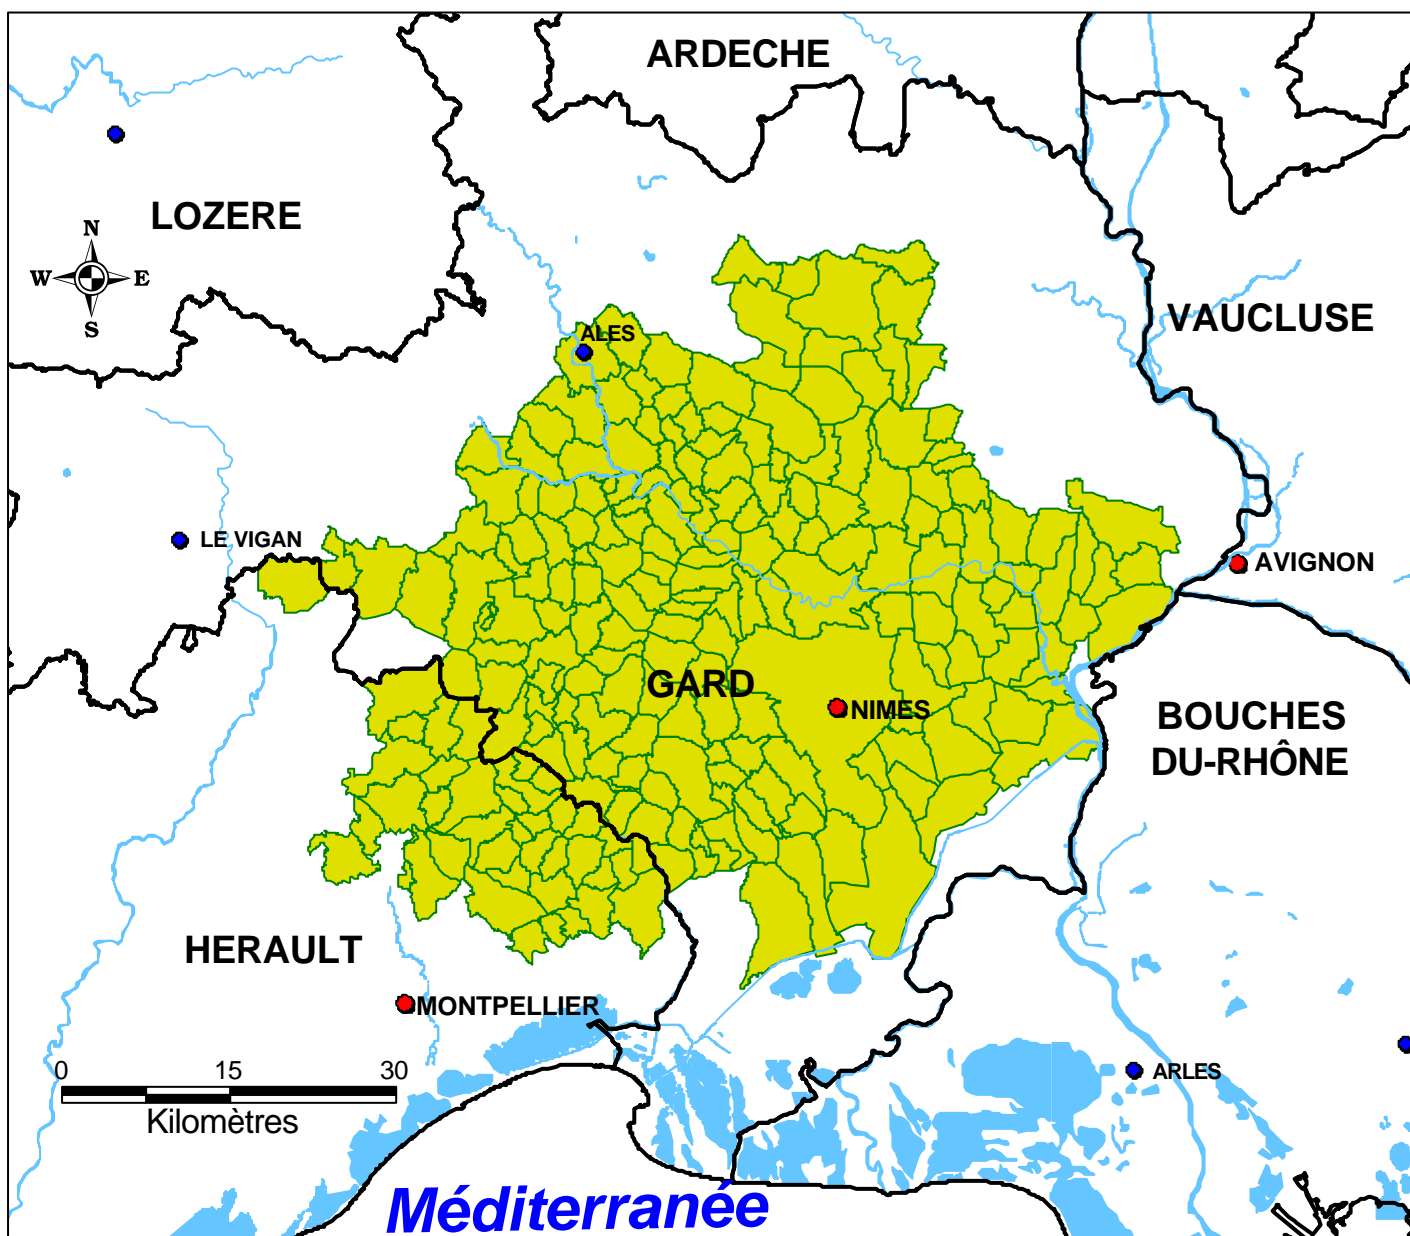 ARDECHE
LOZERE
N
W E
S
VAUCLUSE
ALES
LE VIGAN
AVIGNON
GARD
NIMES
BOUCHES
DU-RHÔNE
HERAULT
MONTPELLIER
0 15 30
Kilomètres
ARLES
Méditerranée